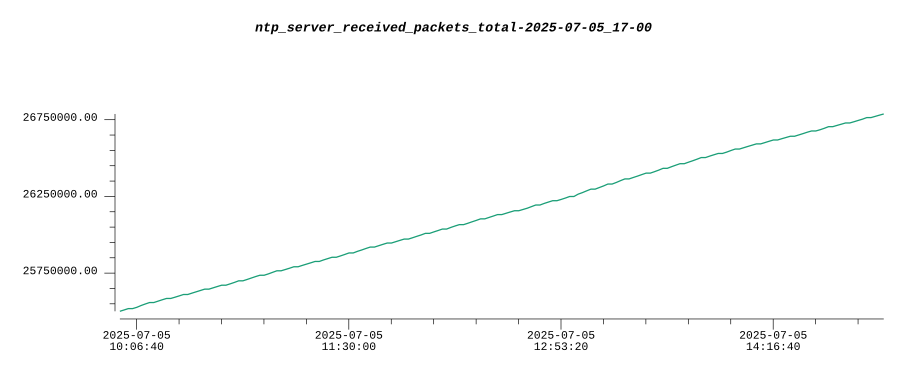 ntp_server_received_packets_total-2025-07-05_17-00
26750000.00
26250000.00
25750000.00
2025-07-05 2025-07-05 2025-07-05 2025-07-05
10:06:40 11:30:00 12:53:20 14:16:40